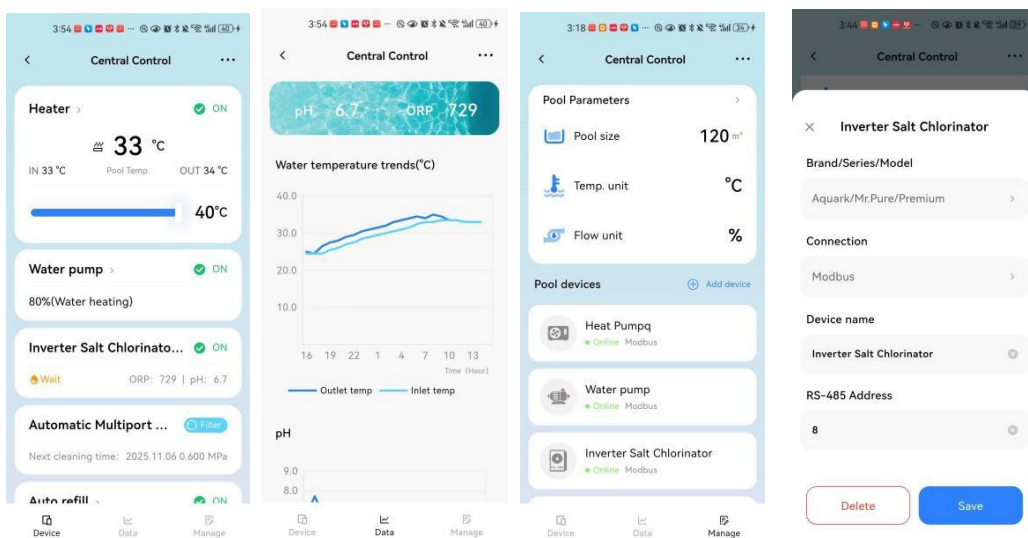 3:54
40
Central Control
Heater
ON
33 °C
IN 33 °C
Pool Temp.
OUT 34 °C
40°C
Water pump
ON
80%(Water heating)
Inverter Salt Chlorinato...
ON
Wait
ORP: 729 | pH: 6.7
Automatic Multiport ...
Filter
Next cleaning time: 2025.11.06 0.600 MPa
Auto refill
ON
Device
Data
Manage
3:54
40
Central Control
pH 6.7
ORP 729
Water temperature trends(°C)
40.0
30.0
20.0
10.0
16 19 22 1 4 7 10 13
Time (Hour)
Outlet temp
Inlet temp
pH
9.0
8.0
Device
Data
Manage
3:18
34
Central Control
Pool Parameters
Pool size
120 m³
Temp. unit
°C
Flow unit
%
Pool devices
Add device
Heat Pumpq
Online Modbus
Water pump
Online Modbus
Inverter Salt Chlorinator
Online Modbus
Device
Data
Manage
3:44
Central Control
Inverter Salt Chlorinator
Brand/Series/Model
Aquark/Mr.Pure/Premium
Connection
Modbus
Device name
Inverter Salt Chlorinator
RS-485 Address
8
Delete
Save